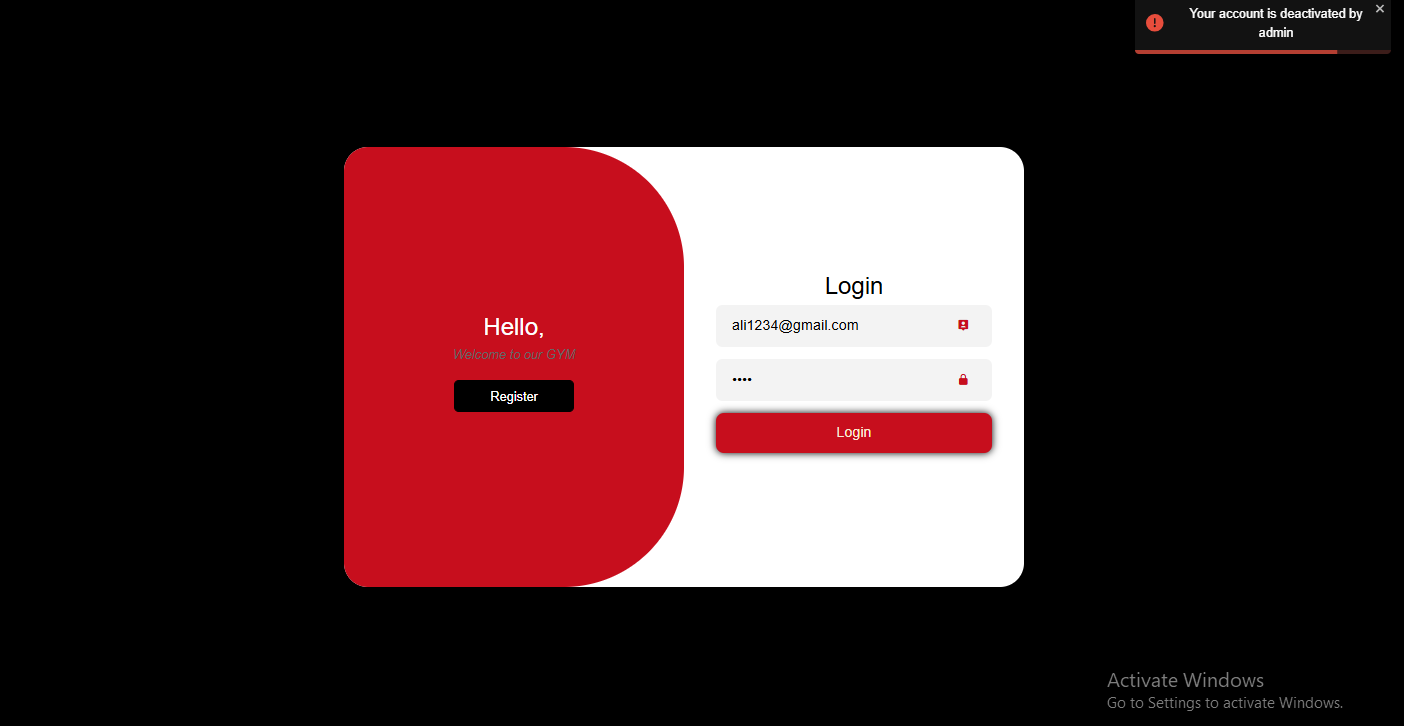 Your account is deactivated by
admin
Hello,
Welcome to our GYM
Register
Login
ali1234@gmail.com
••••
Login
Activate Windows
Go to Settings to activate Windows.